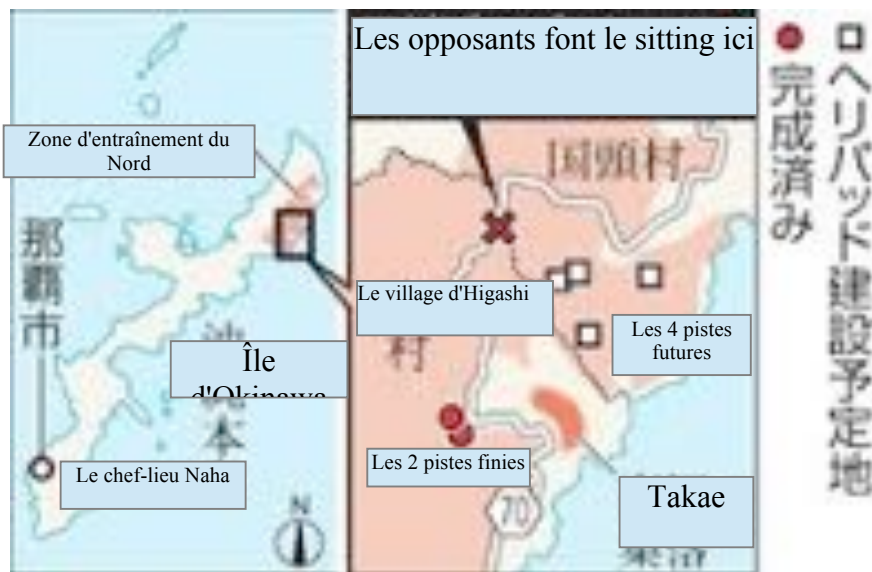 Zone d'entraînement du
Nord
那覇市
Île
d'Okinawa
本
Le chef-lieu Naha
N
Les opposants font le sitting ici
国頭村
Le village d'Higashi
村
Les 4 pistes
futures
Les 2 pistes finies
Takae
70
□ヘリパッド建設予定地
●完成済み